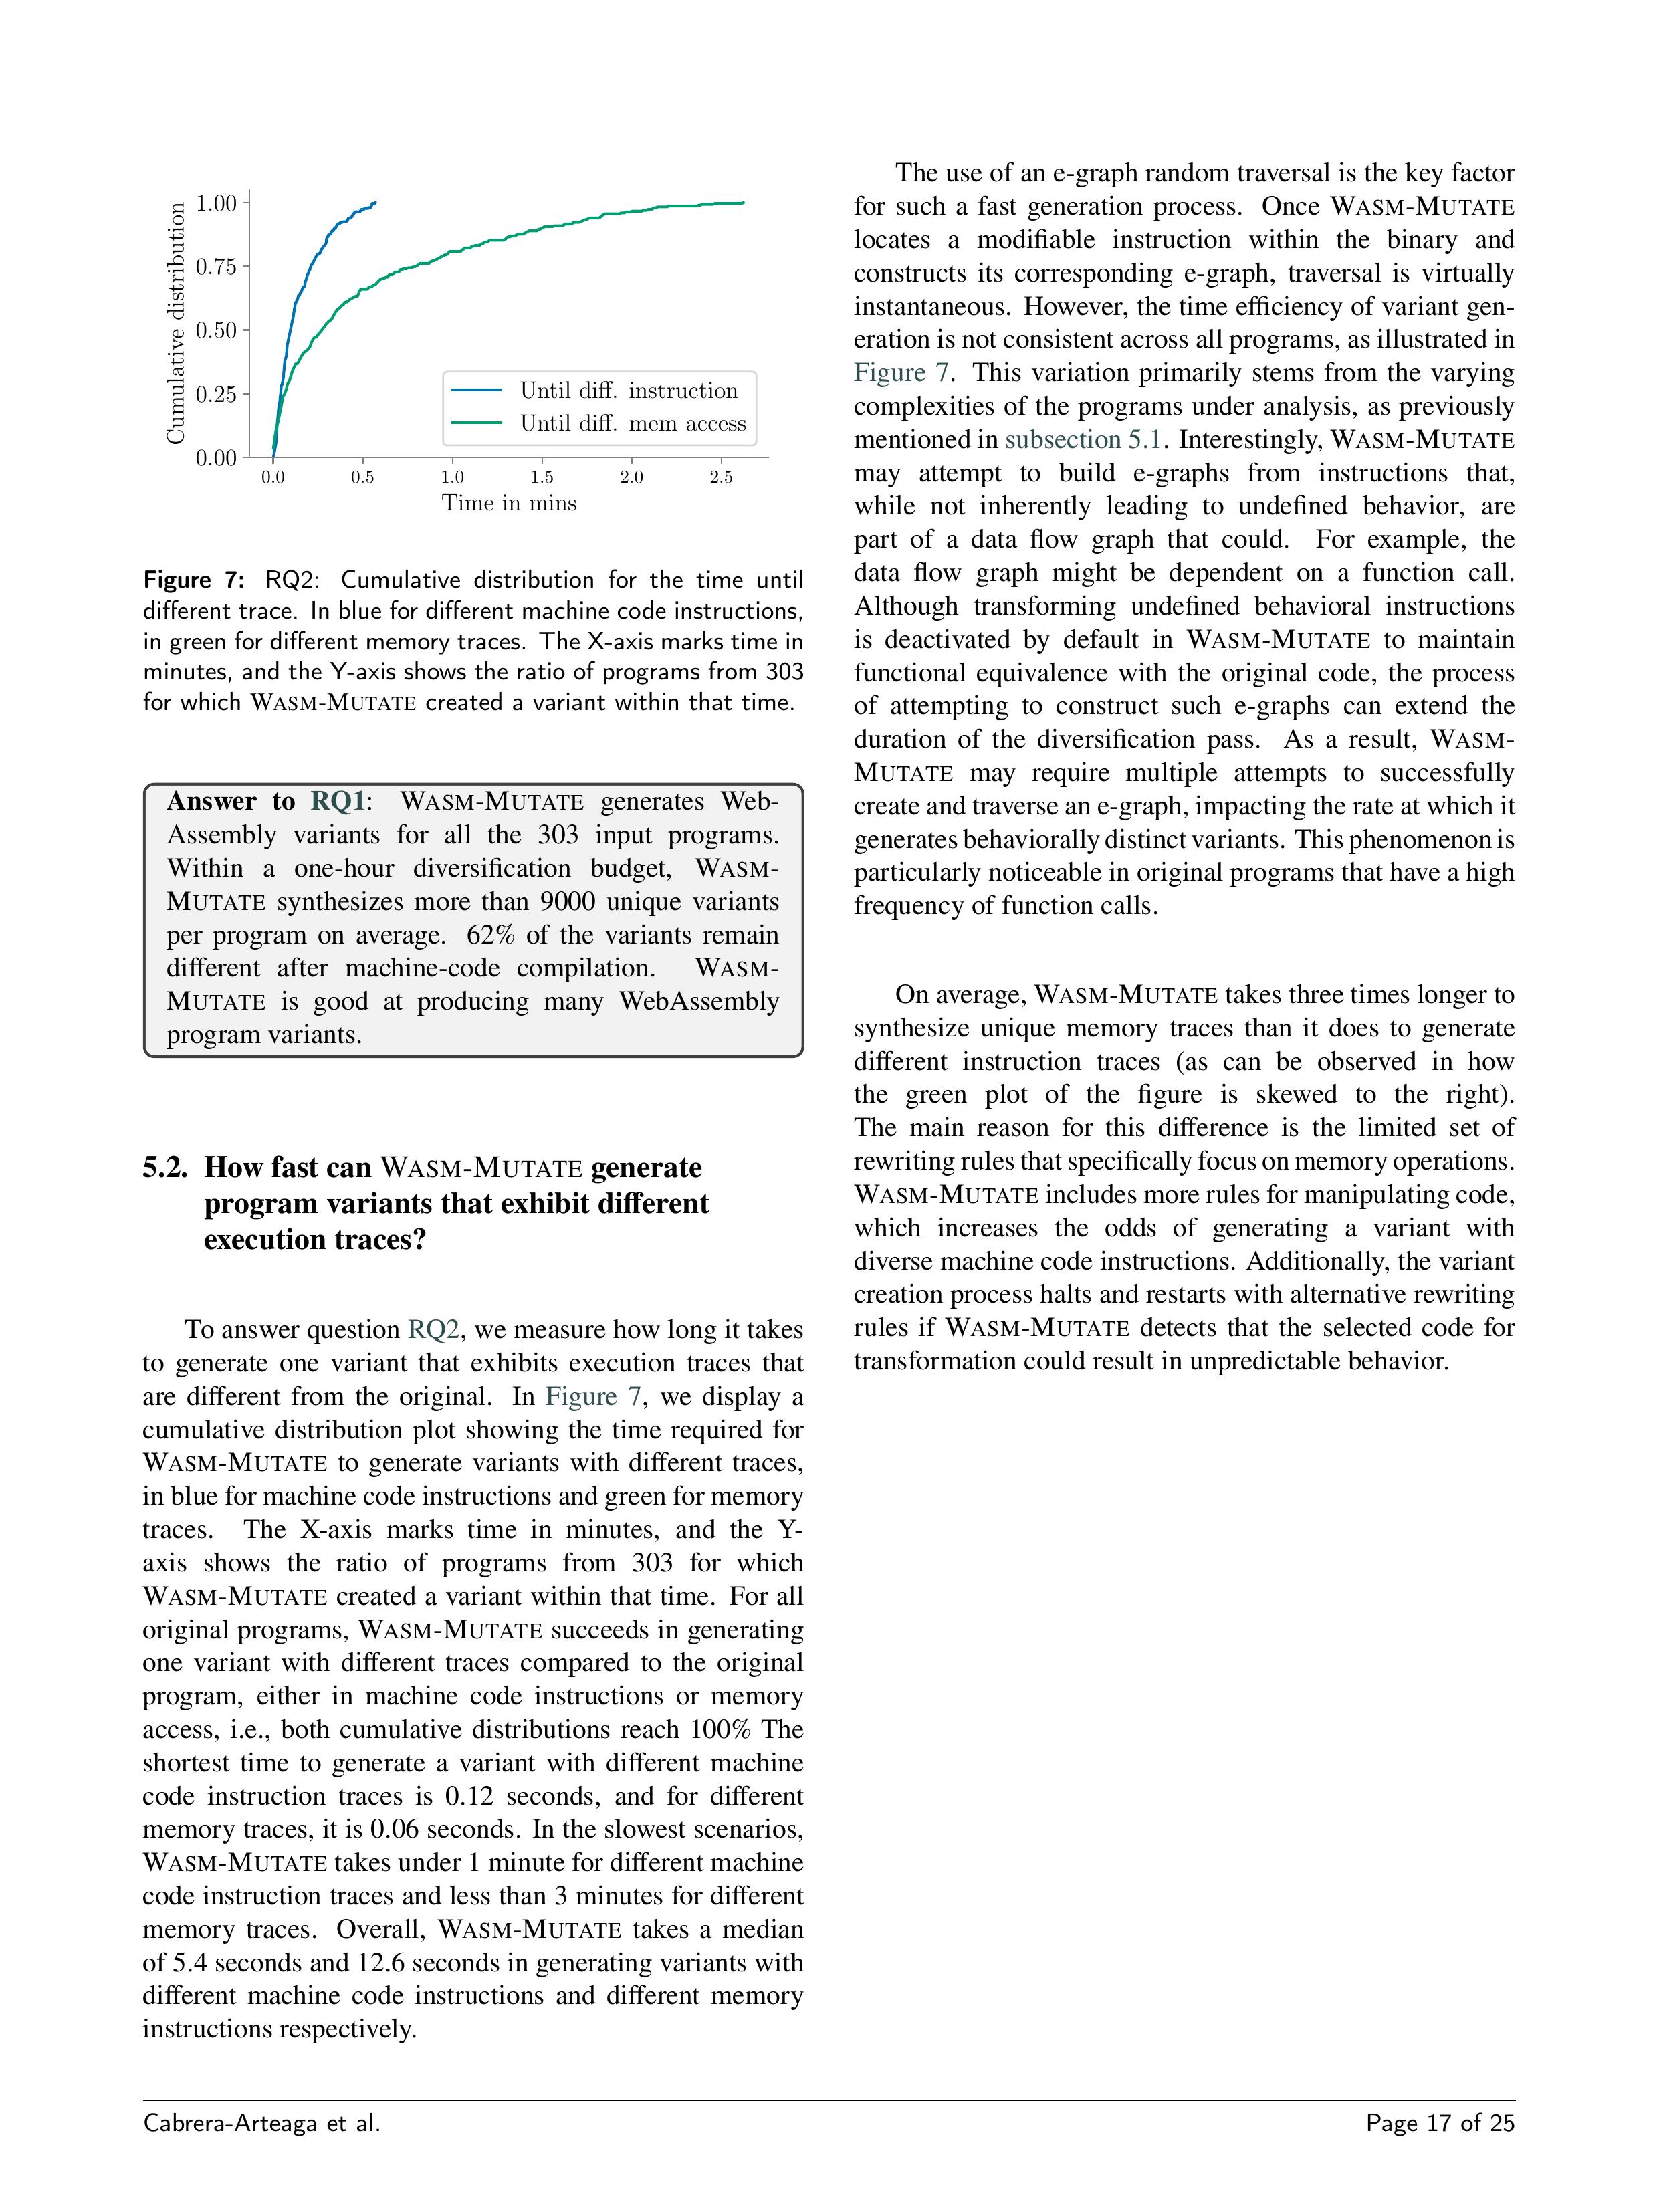 1.00
0.75
0.50
0.25
0.00
Cumulative distribution
Until diff. instruction
Until diff. mem access
0.0 0.5 1.0 1.5 2.0 2.5
Time in mins
Figure 7: RQ2: Cumulative distribution for the time until
different trace. In blue for different machine code instructions,
in green for different memory traces. The X-axis marks time in
minutes, and the Y-axis shows the ratio of programs from 303
for which WASM-MUTATE created a variant within that time.
Answer to RQ1: WASM-MUTATE generates Web-
Assembly variants for all the 303 input programs.
Within a one-hour diversification budget, WASM-
MUTATE synthesizes more than 9000 unique variants
per program on average. 62% of the variants remain
different after machine-code compilation. WASM-
MUTATE is good at producing many WebAssembly
program variants.
5.2. How fast can WASM-MUTATE generate
program variants that exhibit different
execution traces?
To answer question RQ2, we measure how long it takes
to generate one variant that exhibits execution traces that
are different from the original. In Figure 7, we display a
cumulative distribution plot showing the time required for
WASM-MUTATE to generate variants with different traces,
in blue for machine code instructions and green for memory
traces. The X-axis marks time in minutes, and the Y-
axis shows the ratio of programs from 303 for which
WASM-MUTATE created a variant within that time. For all
original programs, WASM-MUTATE succeeds in generating
one variant with different traces compared to the original
program, either in machine code instructions or memory
access, i.e., both cumulative distributions reach 100% The
shortest time to generate a variant with different machine
code instruction traces is 0.12 seconds, and for different
memory traces, it is 0.06 seconds. In the slowest scenarios,
WASM-MUTATE takes under 1 minute for different machine
code instruction traces and less than 3 minutes for different
memory traces. Overall, WASM-MUTATE takes a median
of 5.4 seconds and 12.6 seconds in generating variants with
different machine code instructions and different memory
instructions respectively.
The use of an e-graph random traversal is the key factor
for such a fast generation process. Once WASM-MUTATE
locates a modifiable instruction within the binary and
constructs its corresponding e-graph, traversal is virtually
instantaneous. However, the time efficiency of variant gen-
eration is not consistent across all programs, as illustrated in
Figure 7. This variation primarily stems from the varying
complexities of the programs under analysis, as previously
mentioned in subsection 5.1. Interestingly, WASM-MUTATE
may attempt to build e-graphs from instructions that,
while not inherently leading to undefined behavior, are
part of a data flow graph that could. For example, the
data flow graph might be dependent on a function call.
Although transforming undefined behavioral instructions
is deactivated by default in WASM-MUTATE to maintain
functional equivalence with the original code, the process
of attempting to construct such e-graphs can extend the
duration of the diversification pass. As a result, WASM-
MUTATE may require multiple attempts to successfully
create and traverse an e-graph, impacting the rate at which it
generates behaviorally distinct variants. This phenomenon is
particularly noticeable in original programs that have a high
frequency of function calls.
On average, WASM-MUTATE takes three times longer to
synthesize unique memory traces than it does to generate
different instruction traces (as can be observed in how
the green plot of the figure is skewed to the right).
The main reason for this difference is the limited set of
rewriting rules that specifically focus on memory operations.
WASM-MUTATE includes more rules for manipulating code,
which increases the odds of generating a variant with
diverse machine code instructions. Additionally, the variant
creation process halts and restarts with alternative rewriting
rules if WASM-MUTATE detects that the selected code for
transformation could result in unpredictable behavior.
Cabrera-Arteaga et al.
Page 17 of 25